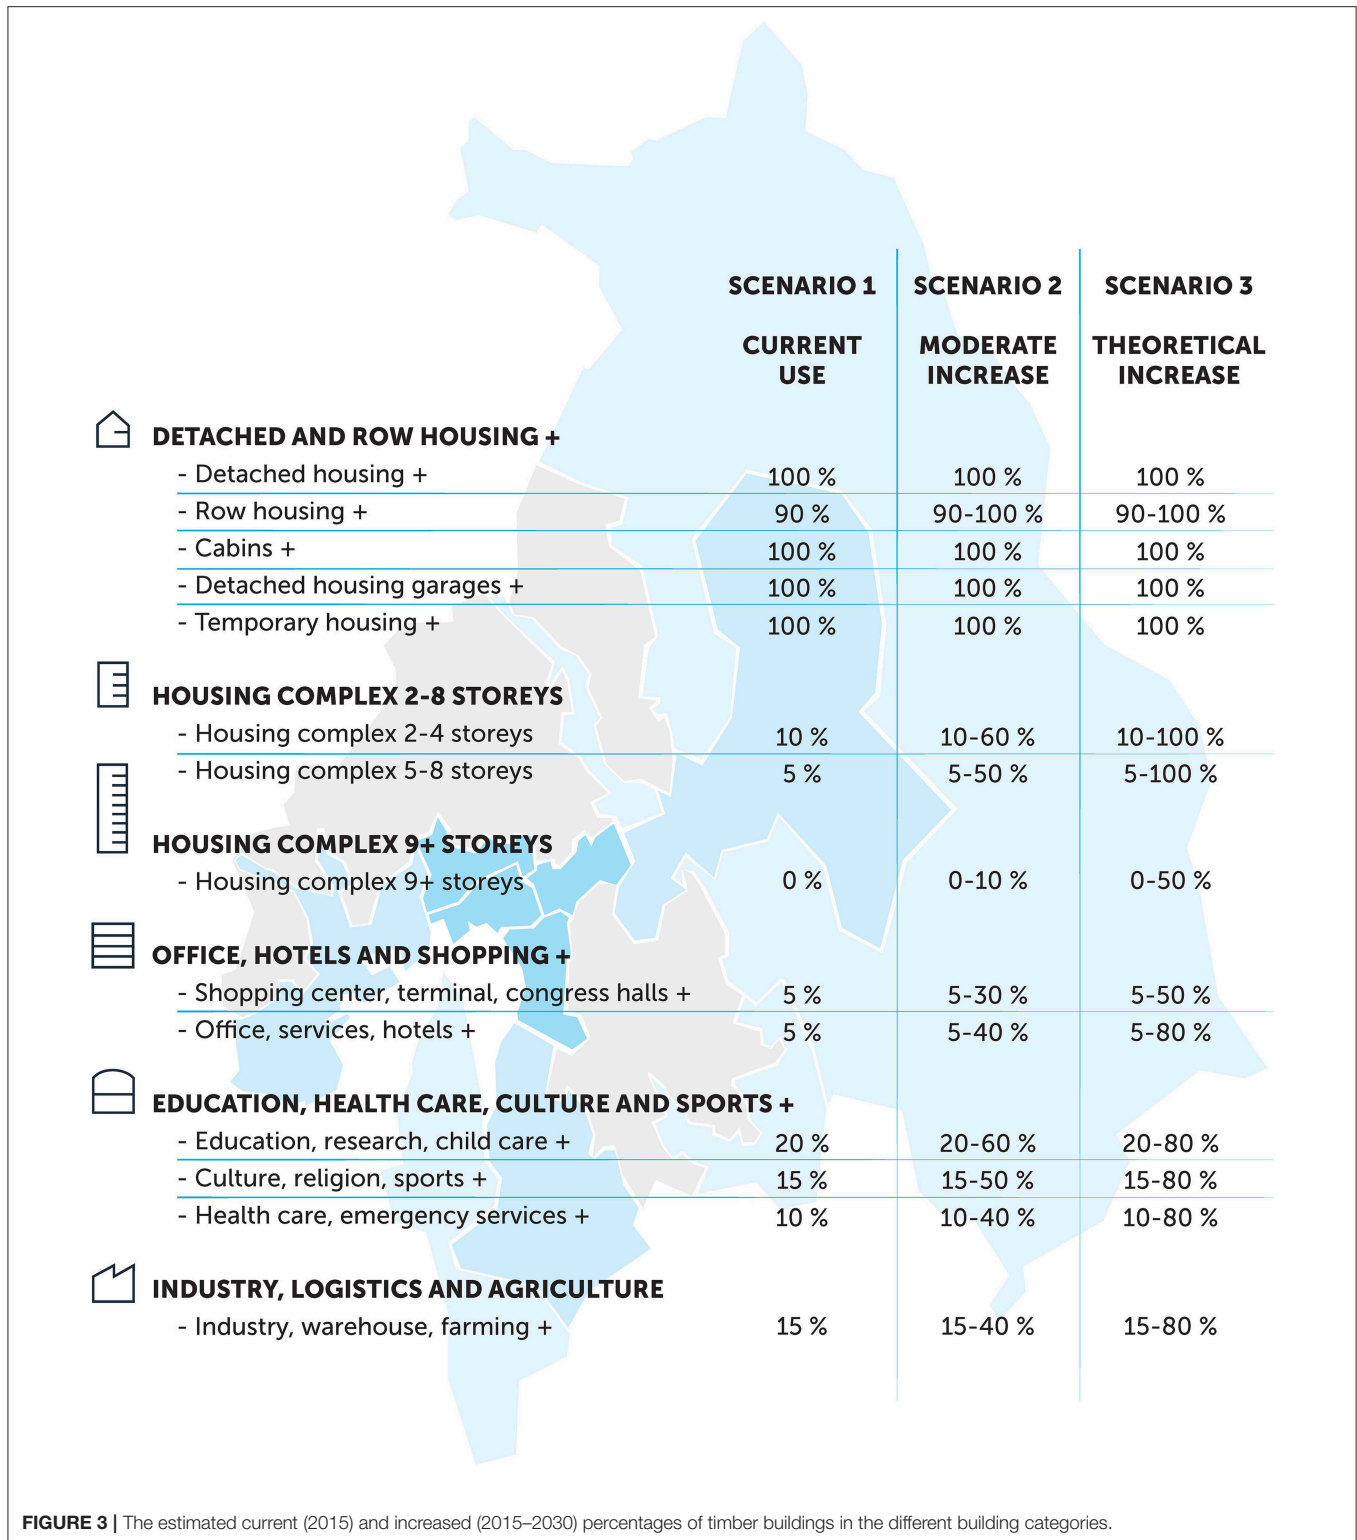 SCENARIO 1 SCENARIO 2 SCENARIO 3
CURRENT MODERATE THEORETICAL
USE INCREASE INCREASE
DETACHED AND ROW HOUSING +
- Detached housing + 100 % 100 % 100 %
- Row housing + 90 % 90-100 % 90-100 %
- Cabins + 100 % 100 % 100 %
- Detached housing garages + 100 % 100 % 100 %
- Temporary housing + 100 % 100 % 100 %
HOUSING COMPLEX 2-8 STOREYS
- Housing complex 2-4 storeys 10 % 10-60 % 10-100 %
- Housing complex 5-8 storeys 5 % 5-50 % 5-100 %
HOUSING COMPLEX 9+ STOREYS
- Housing complex 9+ storeys 0 % 0-10 % 0-50 %
OFFICE, HOTELS AND SHOPPING +
- Shopping center, terminal, congress halls + 5 % 5-30 % 5-50 %
- Office, services, hotels + 5 % 5-40 % 5-80 %
EDUCATION, HEALTH CARE, CULTURE AND SPORTS +
- Education, research, child care + 20 % 20-60 % 20-80 %
- Culture, religion, sports + 15 % 15-50 % 15-80 %
- Health care, emergency services + 10 % 10-40 % 10-80 %
INDUSTRY, LOGISTICS AND AGRICULTURE
- Industry, warehouse, farming + 15 % 15-40 % 15-80 %
FIGURE 3 | The estimated current (2015) and increased (2015–2030) percentages of timber buildings in the different building categories.